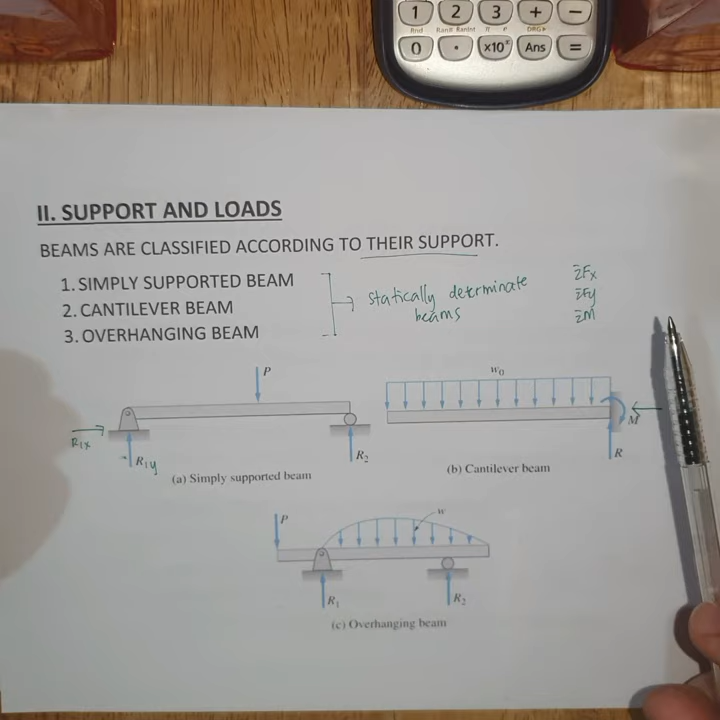 1 2 3 + −
Rnd Ran# RanInt π e DRG▸
0 • ×10ˣ Ans =
II. SUPPORT AND LOADS
BEAMS ARE CLASSIFIED ACCORDING TO THEIR SUPPORT.
1. SIMPLY SUPPORTED BEAM
2. CANTILEVER BEAM
3. OVERHANGING BEAM
statically determinate
beams
ΣFx
ΣFy
ΣM
P
R1x
R1y
R2
(a) Simply supported beam
w0
M
R
(b) Cantilever beam
P
w
R1
R2
(c) Overhanging beam